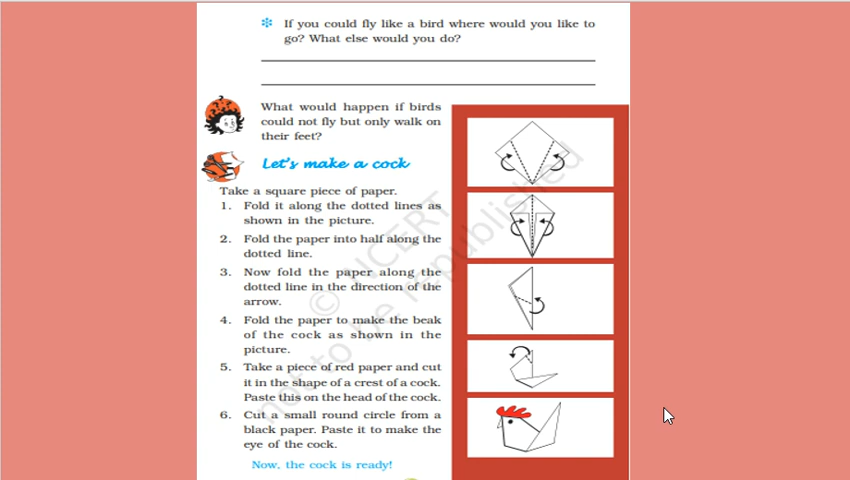 If you could fly like a bird where would you like to
go? What else would you do?
What would happen if birds
could not fly but only walk on
their feet?
Let's make a cock
Take a square piece of paper.
1. Fold it along the dotted lines as
shown in the picture.
2. Fold the paper into half along the
dotted line.
3. Now fold the paper along the
dotted line in the direction of the
arrow.
4. Fold the paper to make the beak
of the cock as shown in the
picture.
5. Take a piece of red paper and cut
it in the shape of a crest of a cock.
Paste this on the head of the cock.
6. Cut a small round circle from a
black paper. Paste it to make the
eye of the cock.
Now, the cock is ready!
© NCERT
not to be republished